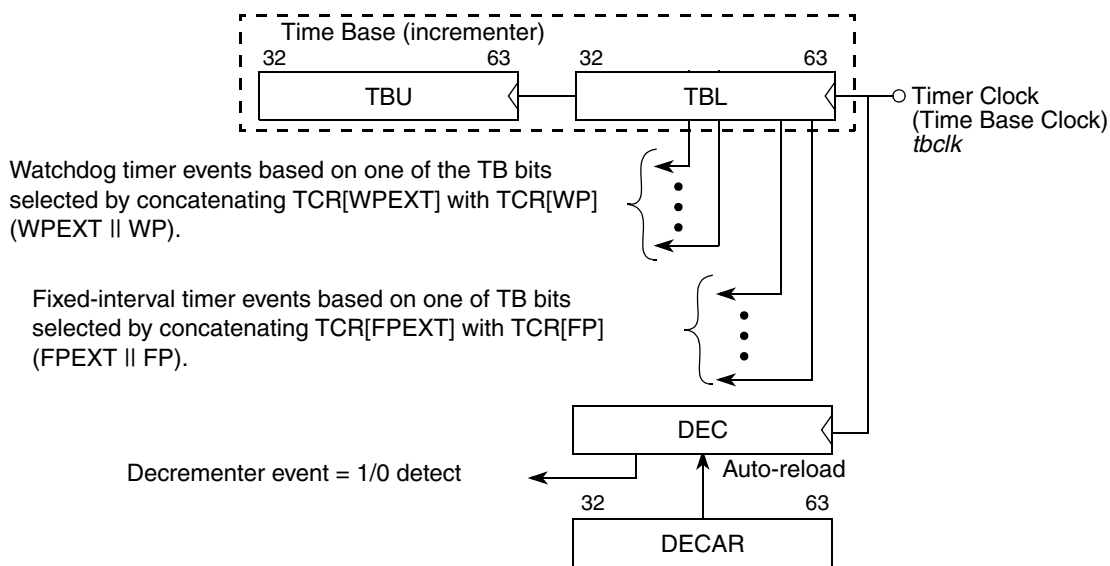 Time Base (incrementer)
32 63 32 63
TBU TBL
Timer Clock
(Time Base Clock)
tbclk
Watchdog timer events based on one of the TB bits
selected by concatenating TCR[WPEXT] with TCR[WP]
(WPEXT || WP).
Fixed-interval timer events based on one of TB bits
selected by concatenating TCR[FPEXT] with TCR[FP]
(FPEXT || FP).
DEC
Decrementer event = 1/0 detect
Auto-reload
32 63
DECAR